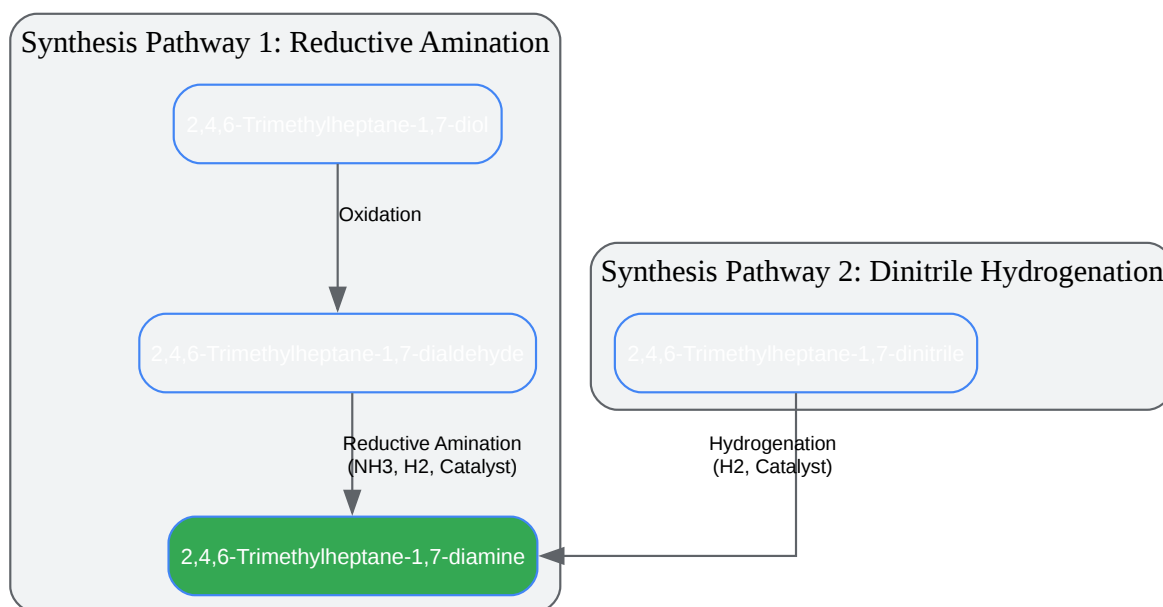 Synthesis Pathway 1: Reductive Amination
2,4,6-Trimethylheptane-1,7-diol
Oxidation
2,4,6-Trimethylheptane-1,7-dialdehyde
Reductive Amination
(NH3, H2, Catalyst)
2,4,6-Trimethylheptane-1,7-diamine
Synthesis Pathway 2: Dinitrile Hydrogenation
2,4,6-Trimethylheptane-1,7-dinitrile
Hydrogenation
(H2, Catalyst)